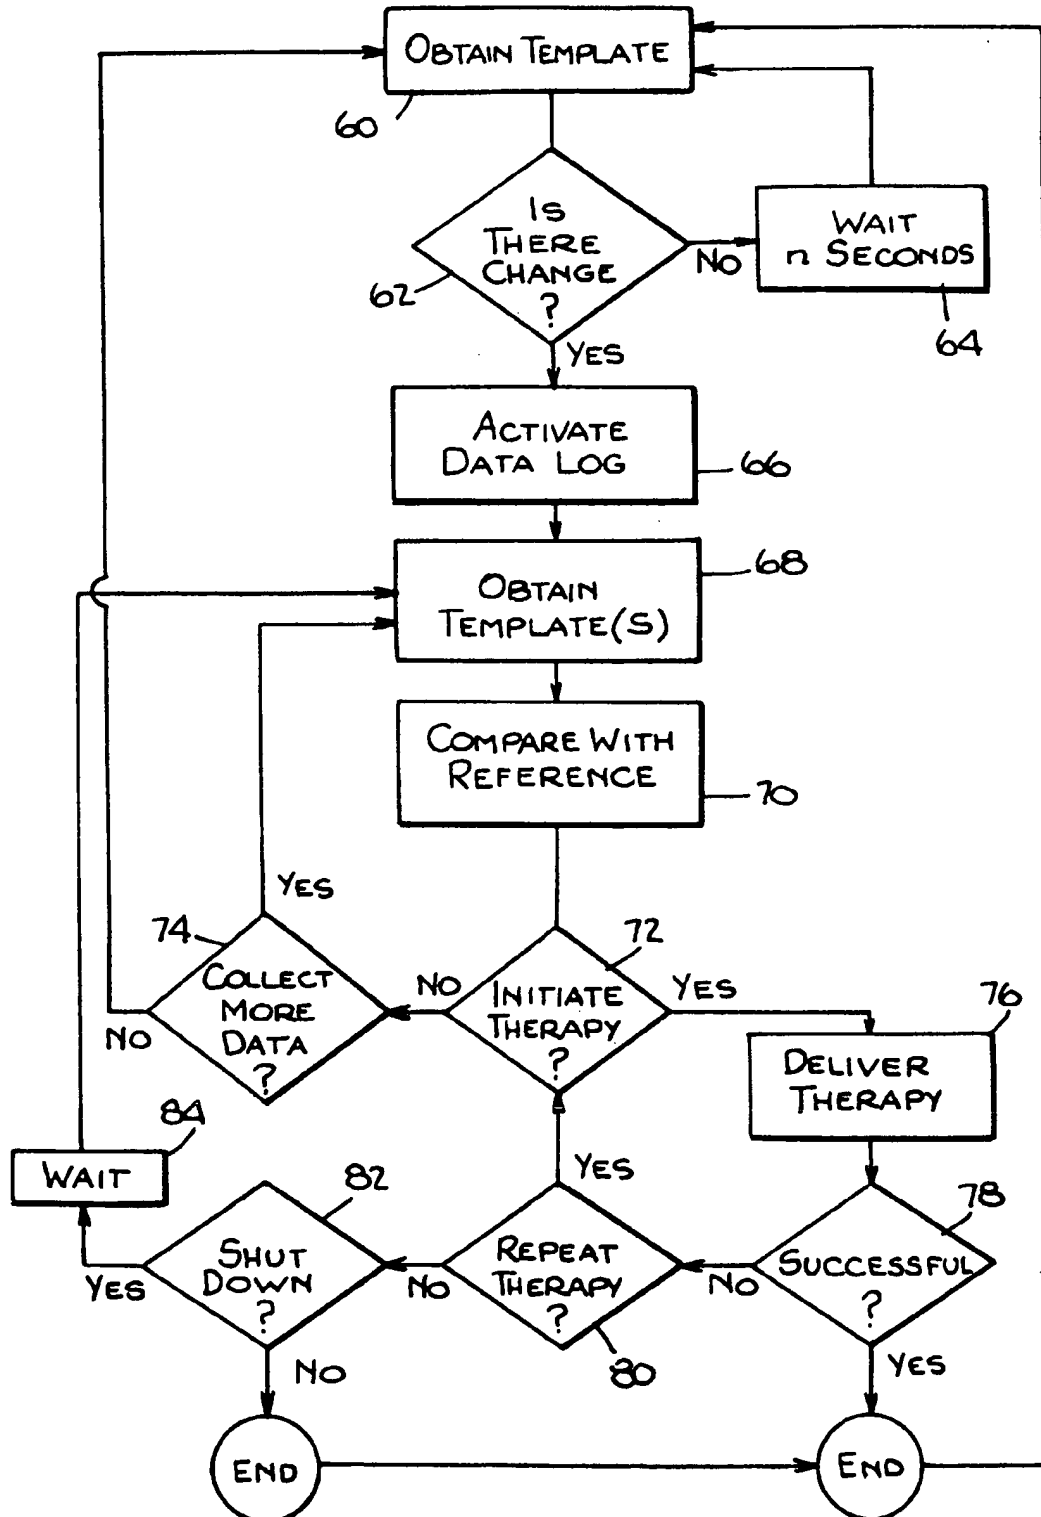 OBTAIN TEMPLATE
60
IS
THERE
CHANGE
?
62
NO
WAIT
n SECONDS
64
YES
ACTIVATE
DATA LOG
66
OBTAIN
TEMPLATE(S)
68
COMPARE WITH
REFERENCE
70
YES
74
COLLECT
MORE
DATA
?
NO
NO
72
INITIATE
THERAPY
?
YES
76
DELIVER
THERAPY
84
WAIT
YES
82
SHUT
DOWN
?
NO
YES
REPEAT
THERAPY
?
80
NO
78
SUCCESSFUL
?
NO
YES
END
END